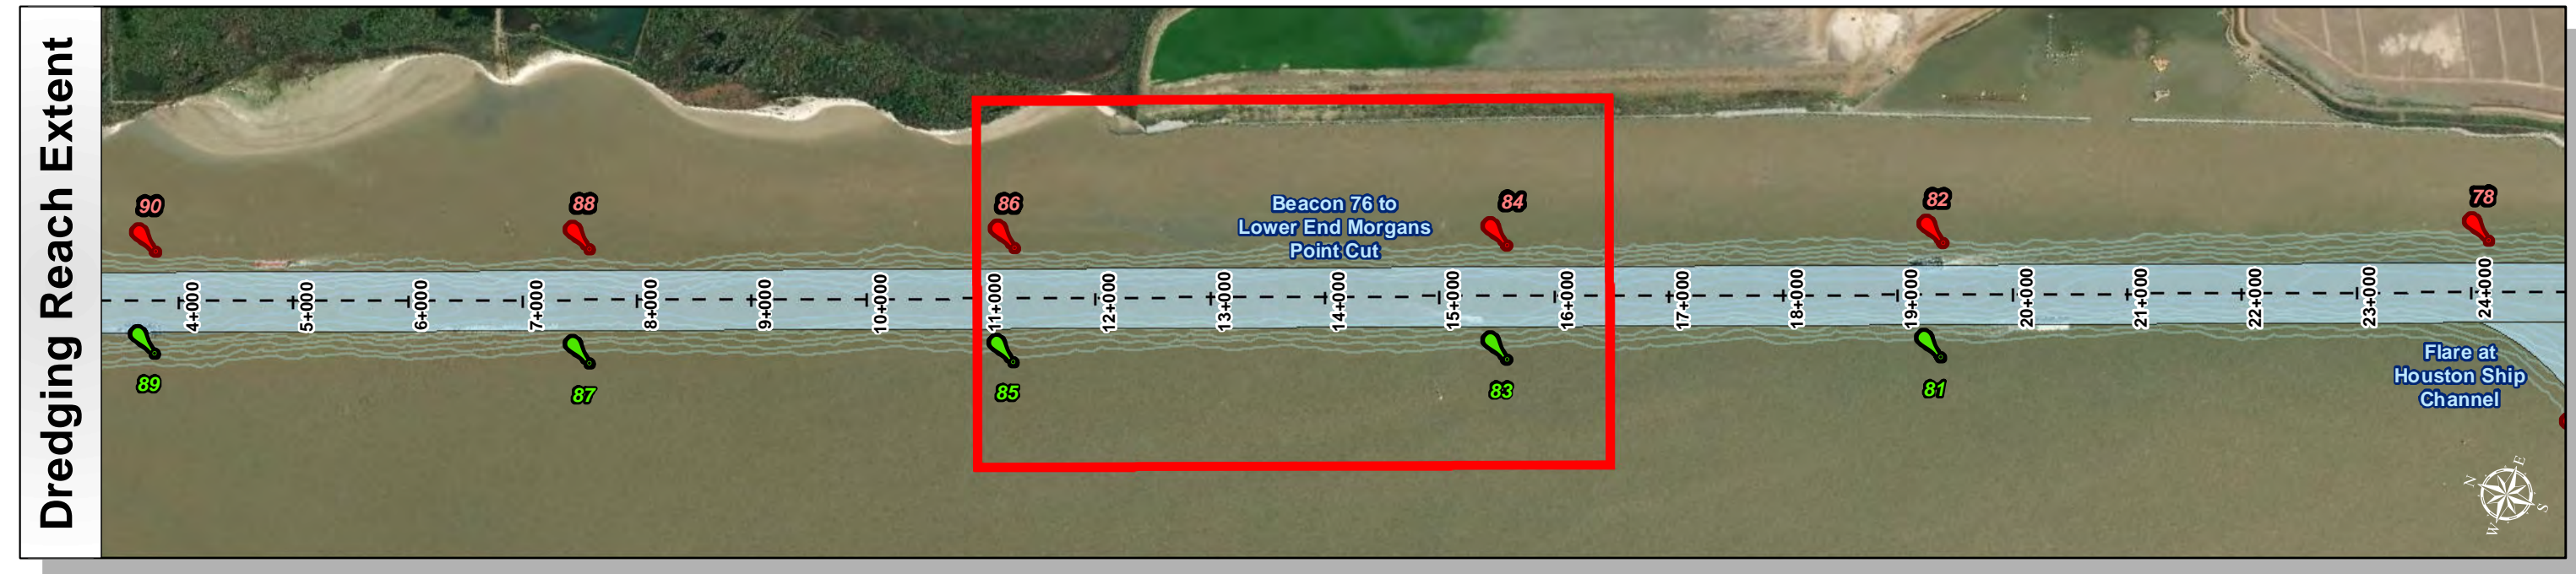 Dredging Reach Extent
90
88
86
84
82
78
Beacon 76 to
Lower End Morgans
Point Cut
4+000
5+000
6+000
7+000
8+000
9+000
10+000
11+000
12+000
13+000
14+000
15+000
16+000
17+000
18+000
19+000
20+000
21+000
22+000
23+000
24+000
89
87
85
83
81
Flare at
Houston Ship
Channel
N
E
W
S